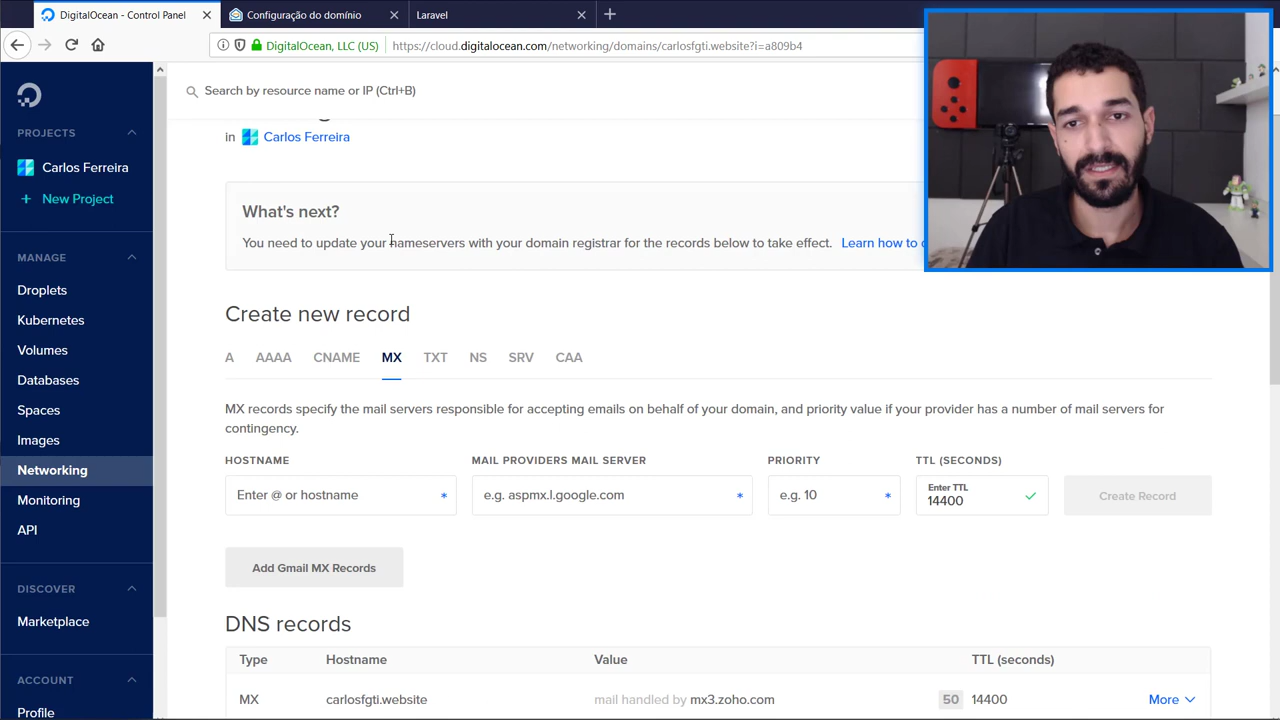 DigitalOcean - Control Panel
Configuração do domínio
Laravel
DigitalOcean, LLC (US)
https://cloud.digitalocean.com/networking/domains/carlosfgti.website?i=a809b4
Search by resource name or IP (Ctrl+B)
PROJECTS
Carlos Ferreira
+ New Project
MANAGE
Droplets
Kubernetes
Volumes
Databases
Spaces
Images
Networking
Monitoring
API
DISCOVER
Marketplace
ACCOUNT
Profile
in Carlos Ferreira
What's next?
You need to update your nameservers with your domain registrar for the records below to take effect. Learn how to
Create new record
A AAAA CNAME MX TXT NS SRV CAA
MX records specify the mail servers responsible for accepting emails on behalf of your domain, and priority value if your provider has a number of mail servers for
contingency.
HOSTNAME MAIL PROVIDERS MAIL SERVER PRIORITY TTL (SECONDS)
Enter @ or hostname * e.g. aspmx.l.google.com * e.g. 10 * Enter TTL
14400
Create Record
Add Gmail MX Records
DNS records
Type Hostname Value TTL (seconds)
MX carlosfgti.website mail handled by mx3.zoho.com 50 14400 More